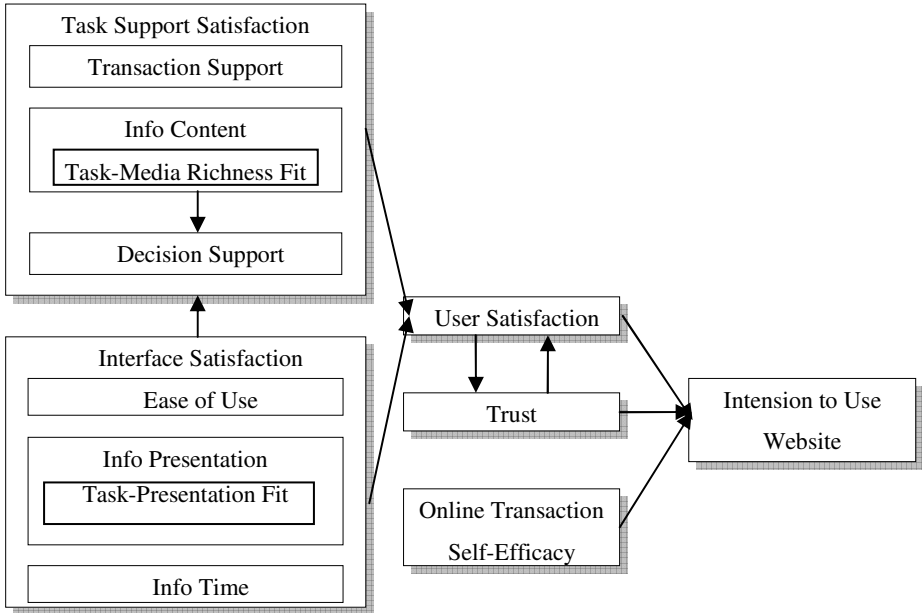 Task Support Satisfaction
Transaction Support
Info Content
Task-Media Richness Fit
Decision Support
Interface Satisfaction
Ease of Use
Info Presentation
Task-Presentation Fit
Info Time
User Satisfaction
Trust
Online Transaction
Self-Efficacy
Intension to Use
Website